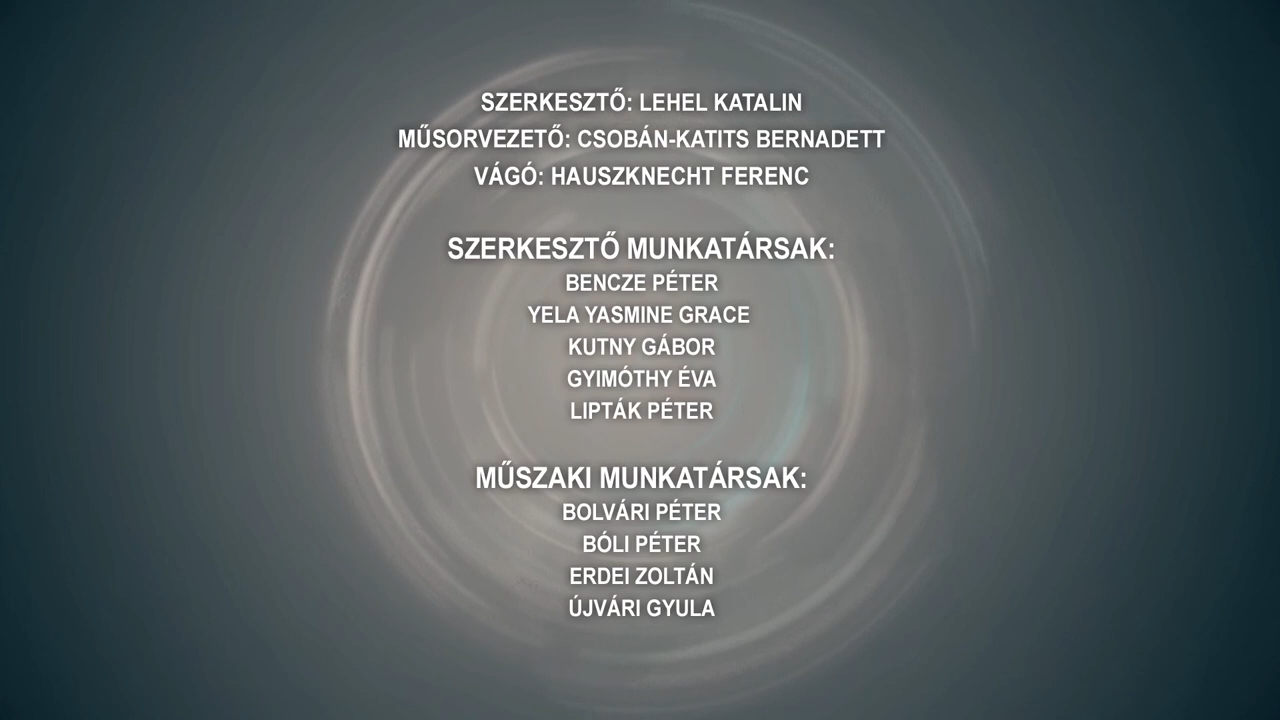 SZERKESZTŐ: LEHEL KATALIN
MŰSORVEZETŐ: CSOBÁN-KATITS BERNADETT
VÁGÓ: HAUSZKNECHT FERENC
SZERKESZTŐ MUNKATÁRSAK:
BENCZE PÉTER
YELA YASMINE GRACE
KUTNY GÁBOR
GYIMÓTHY ÉVA
LIPTÁK PÉTER
MŰSZAKI MUNKATÁRSAK:
BOLVÁRI PÉTER
BÓLI PÉTER
ERDEI ZOLTÁN
ÚJVÁRI GYULA